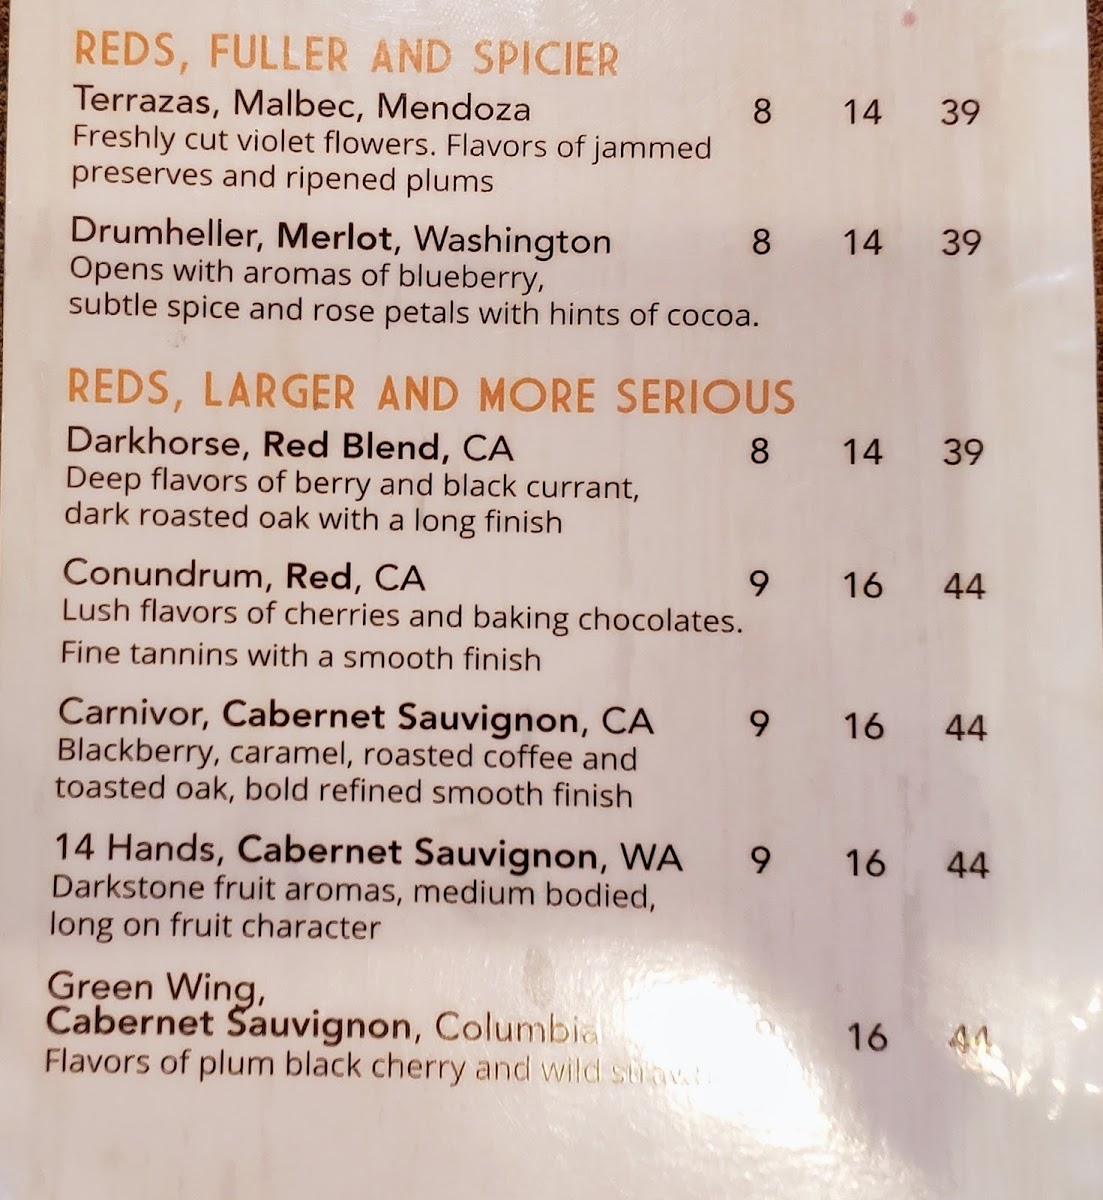 REDS, FULLER AND SPICIER
Terrazas, Malbec, Mendoza 8 14 39
Freshly cut violet flowers. Flavors of jammed
preserves and ripened plums
Drumheller, Merlot, Washington 8 14 39
Opens with aromas of blueberry,
subtle spice and rose petals with hints of cocoa.
REDS, LARGER AND MORE SERIOUS
Darkhorse, Red Blend, CA 8 14 39
Deep flavors of berry and black currant,
dark roasted oak with a long finish
Conundrum, Red, CA 9 16 44
Lush flavors of cherries and baking chocolates.
Fine tannins with a smooth finish
Carnivor, Cabernet Sauvignon, CA 9 16 44
Blackberry, caramel, roasted coffee and
toasted oak, bold refined smooth finish
14 Hands, Cabernet Sauvignon, WA 9 16 44
Darkstone fruit aromas, medium bodied,
long on fruit character
Green Wing,
Cabernet Sauvignon, Columbia 16 44
Flavors of plum black cherry and wild